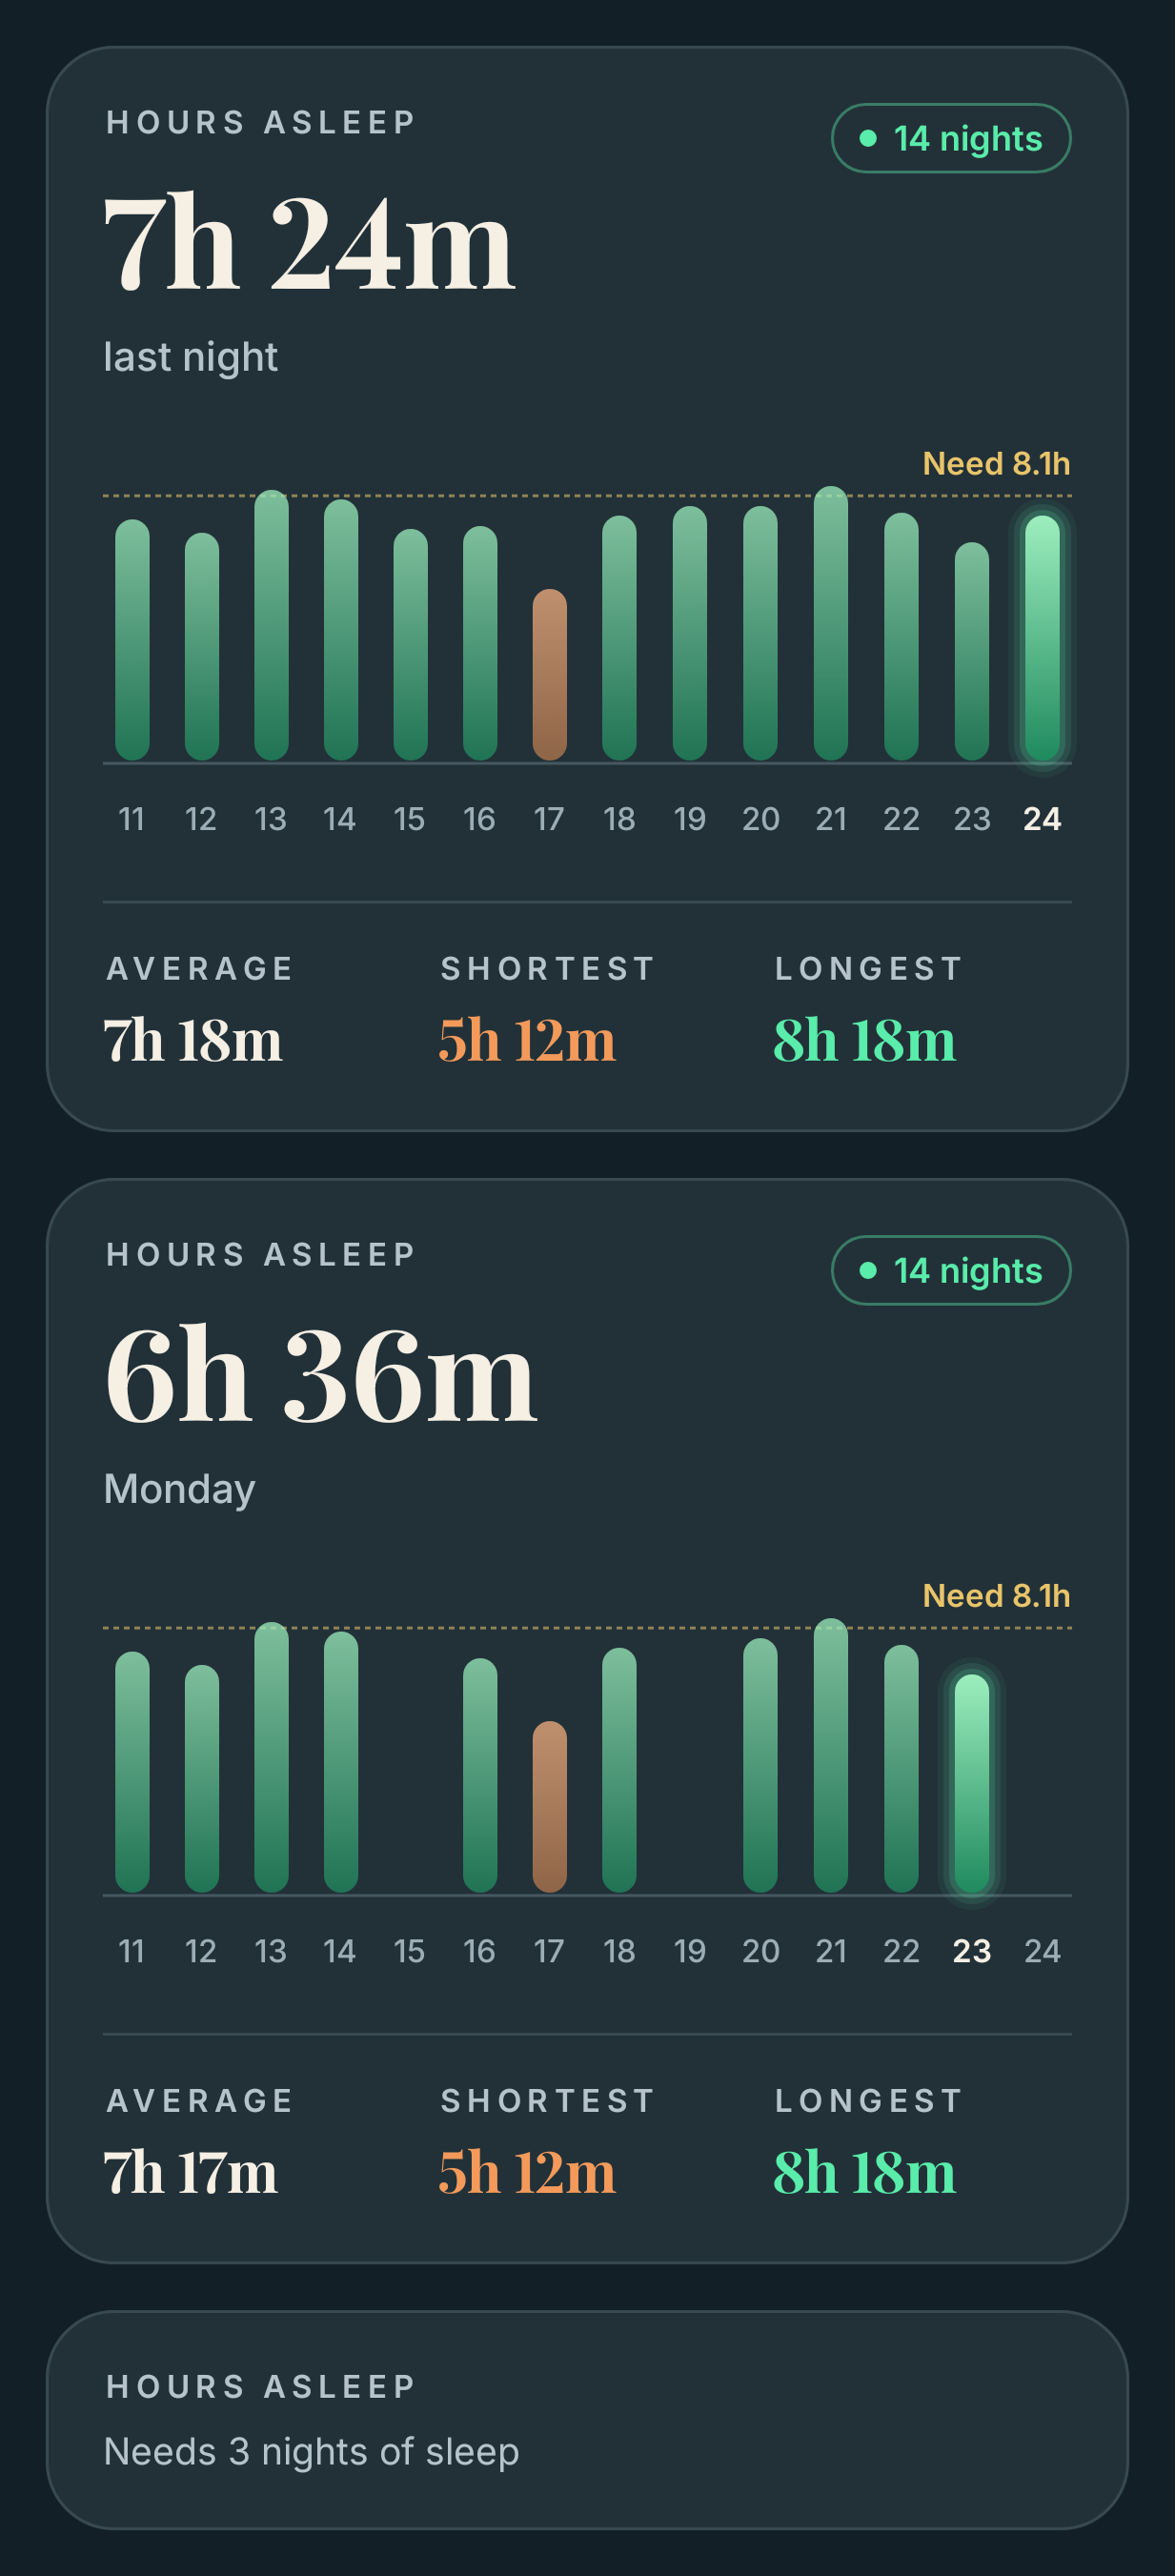 HOURS ASLEEP
14 nights
7h 24m
last night
Need 8.1h
11 12 13 14 15 16 17 18 19 20 21 22 23 24
AVERAGE SHORTEST LONGEST
7h 18m 5h 12m 8h 18m
HOURS ASLEEP
14 nights
6h 36m
Monday
Need 8.1h
11 12 13 14 15 16 17 18 19 20 21 22 23 24
AVERAGE SHORTEST LONGEST
7h 17m 5h 12m 8h 18m
HOURS ASLEEP
Needs 3 nights of sleep